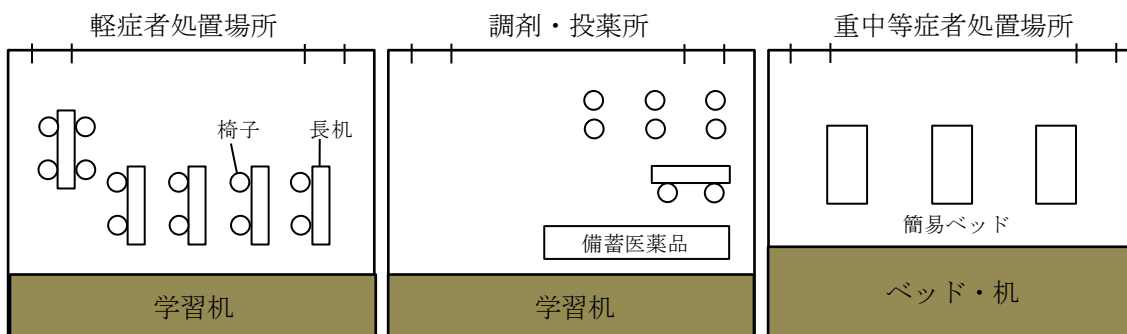 軽症者処置場所
調剤・投薬所
重中等症者処置場所
椅子
長机
備蓄医薬品
簡易ベッド
学習机
学習机
ベッド・机